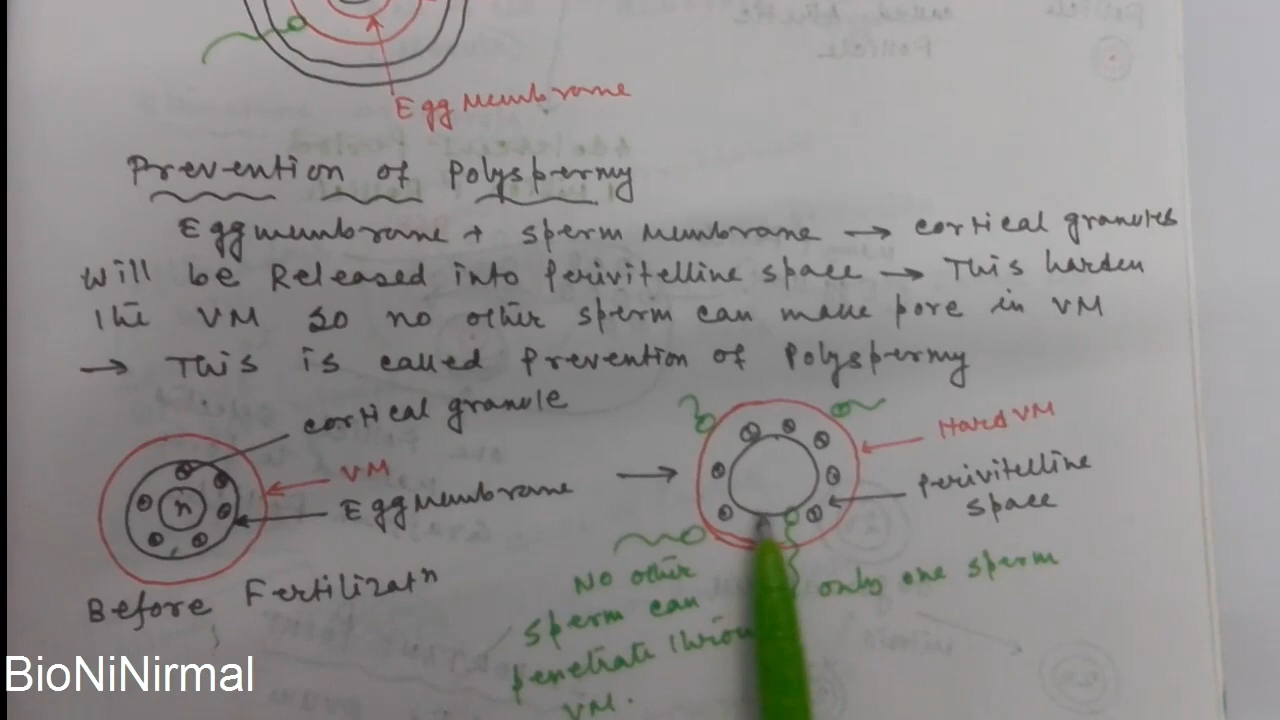 Egg membrane
Prevention of Polyspermy
Egg membrane + sperm membrane → cortical granules
will be Released into Perivitelline space → This harden
the VM so no other sperm can make pore in VM
→ This is called Prevention of Polyspermy
cortical granule
VM
Egg membrane
n
Before Fertilizatn
Hard VM
Perivitelline
space
only one sperm
No other
sperm can
penetrate throu
VM.
BioNiNirmal